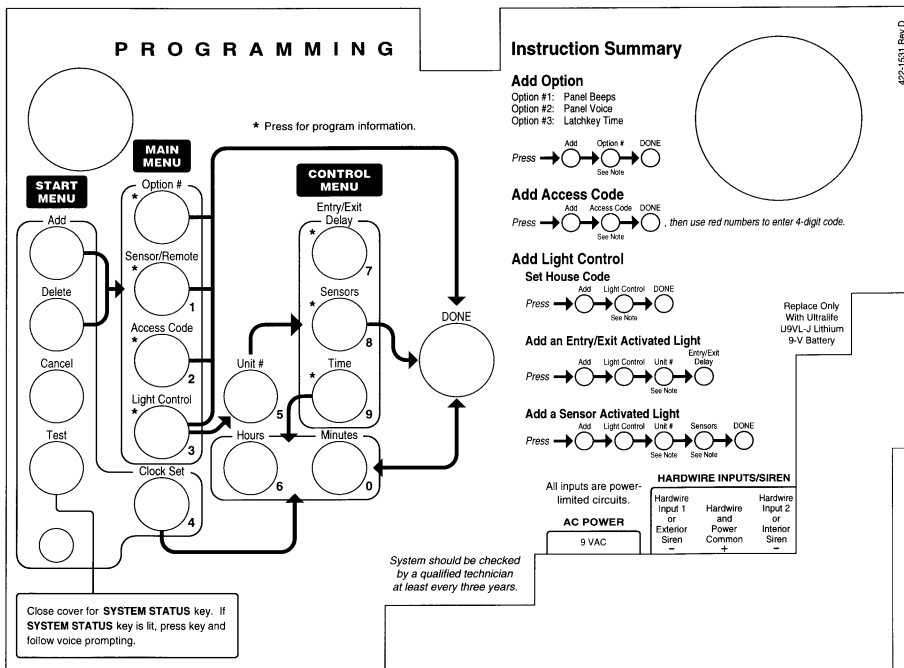 PROGRAMMING
* Press for program information.
START
MENU
Add
Delete
Cancel
Test
MAIN
MENU
Option #
*
Sensor/Remote
*
1
Access Code
*
2
Light Control
*
3
Clock Set
4
Unit #
5
CONTROL
MENU
Entry/Exit
Delay
*
7
Sensors
*
8
Time
*
9
Hours
6
Minutes
0
DONE
Close cover for SYSTEM STATUS key. If
SYSTEM STATUS key is lit, press key and
follow voice prompting.
Instruction Summary
Add Option
Option #1: Panel Beeps
Option #2: Panel Voice
Option #3: Latchkey Time
Add Option # DONE
Press
See Note
Add Access Code
Add Access Code DONE
Press , then use red numbers to enter 4-digit code.
See Note
Add Light Control
Set House Code
Add Light Control DONE
Press
See Note
Add an Entry/Exit Activated Light
Add Light Control Unit # Entry/Exit
Delay
Press
See Note
Add a Sensor Activated Light
Add Light Control Unit # Sensors DONE
Press
See Note See Note
422-1531 Rev D
Replace Only
With Ultralife
U9VL-J Lithium
9-V Battery
All inputs are power-
limited circuits.
AC POWER
9 VAC
HARDWIRE INPUTS/SIREN
Hardwire
Input 1
or
Exterior
Siren
–
Hardwire
and
Power
Common
+
Hardwire
Input 2
or
Interior
Siren
–
System should be checked
by a qualified technician
at least every three years.